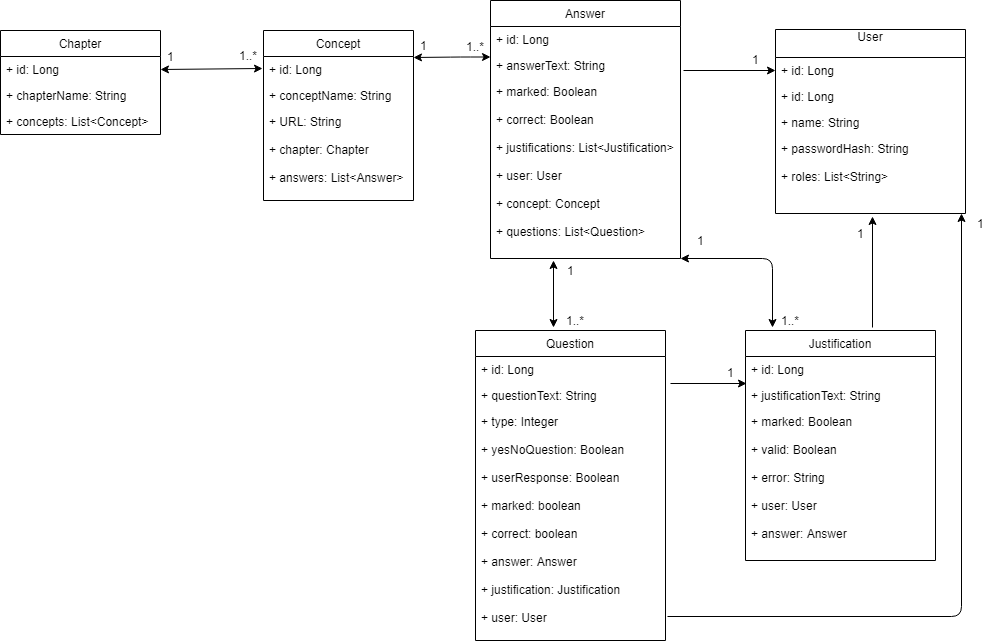 Chapter
+ id: Long
+ chapterName: String
+ concepts: List<Concept>
1
1..*
Concept
+ id: Long
+ conceptName: String
+ URL: String
+ chapter: Chapter
+ answers: List<Answer>
1
1..*
Answer
+ id: Long
+ answerText: String
+ marked: Boolean
+ correct: Boolean
+ justifications: List<Justification>
+ user: User
+ concept: Concept
+ questions: List<Question>
1
User
+ id: Long
+ id: Long
+ name: String
+ passwordHash: String
+ roles: List<String>
1
1
1
1
1..*
1..*
Question
+ id: Long
+ questionText: String
+ type: Integer
+ yesNoQuestion: Boolean
+ userResponse: Boolean
+ marked: boolean
+ correct: boolean
+ answer: Answer
+ justification: Justification
+ user: User
1
Justification
+ id: Long
+ justificationText: String
+ marked: Boolean
+ valid: Boolean
+ error: String
+ user: User
+ answer: Answer